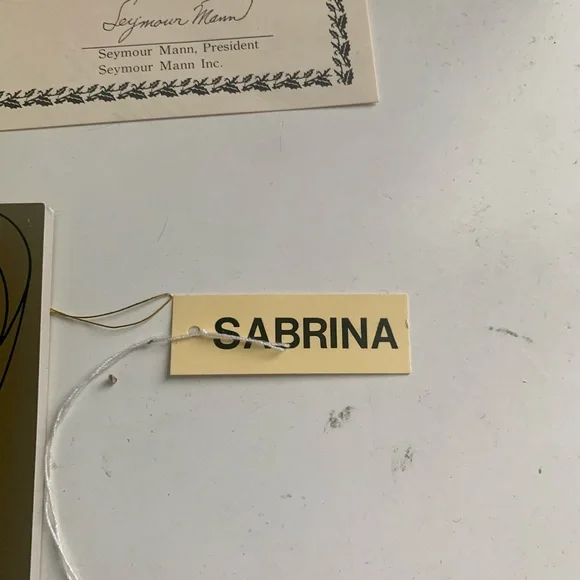 Seymour Mann
Seymour Mann, President
Seymour Mann Inc.
SABRINA